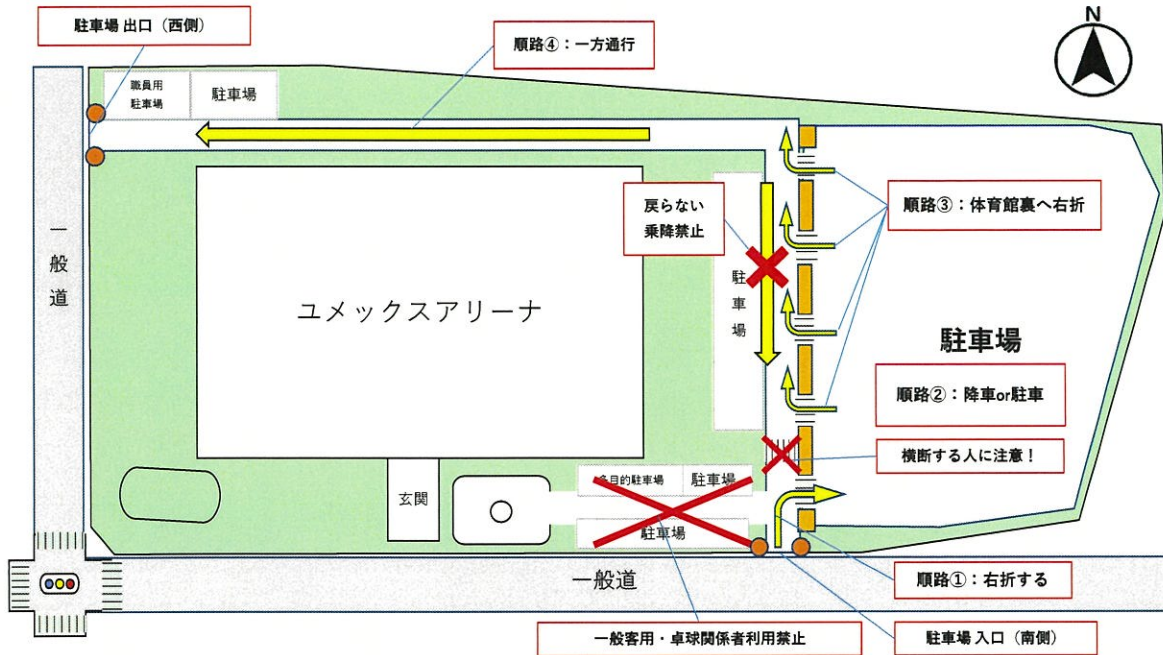 駐車場 出口（西側）
順路④：一方通行
N
職員用
駐車場
駐車場
戻らない
乗降禁止
順路③：体育館裏へ右折
一般道
ユメックスアリーナ
駐車場
駐車場
順路②：降車or駐車
横断する人に注意！
玄関
多目的駐車場
駐車場
駐車場
一般道
順路①：右折する
一般客用・卓球関係者利用禁止
駐車場 入口（南側）